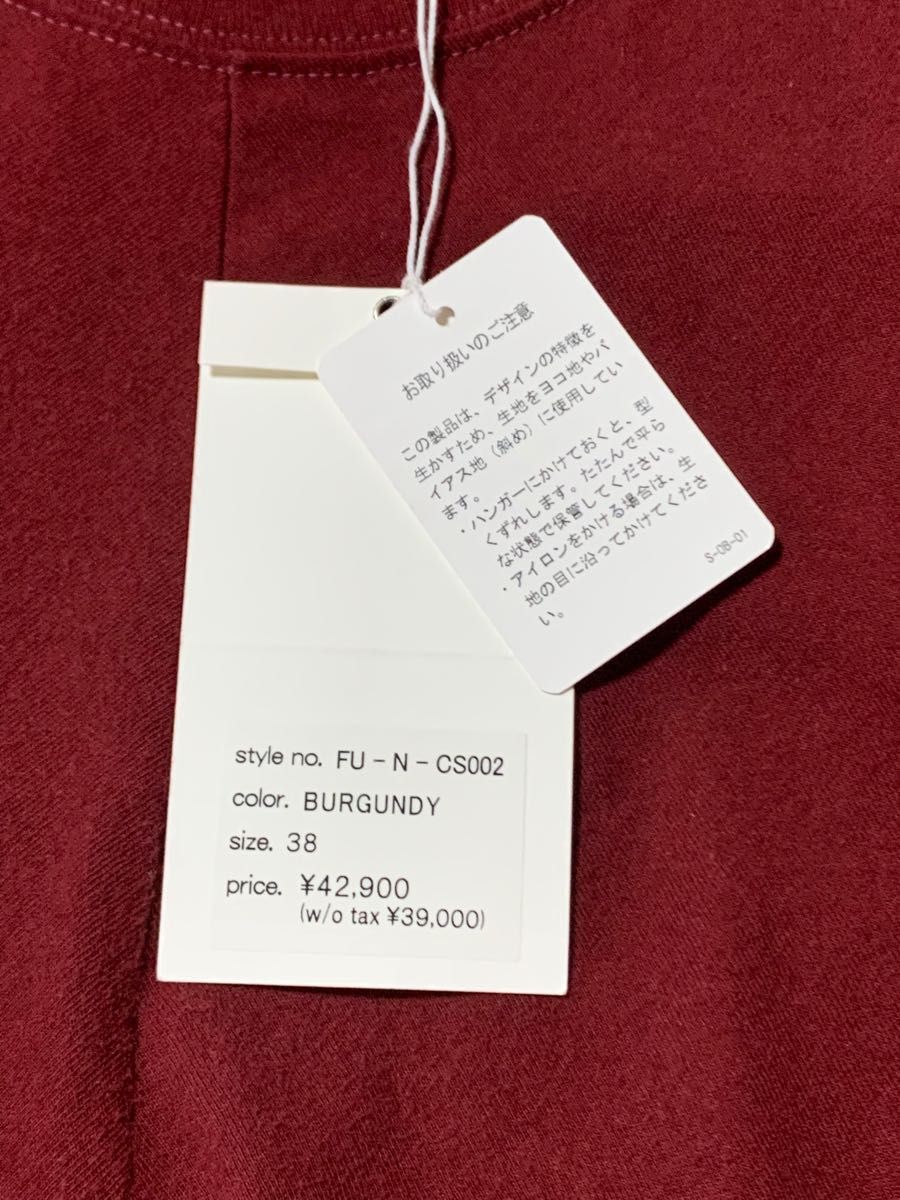 お取り扱いのご注意
この製品は、デザインの特徴を
生かすため、生地をヨコ地やバ
イアス地（斜め）に使用してい
ます。
・ハンガーにかけておくと、型
くずれします。たたんで平ら
な状態で保管してください。
・アイロンをかける場合は、生
地の目に沿ってかけてくださ
い。
S-08-01
style no. FU - N - CS002
color. BURGUNDY
size. 38
price. ¥42,900
(w/o tax ¥39,000)